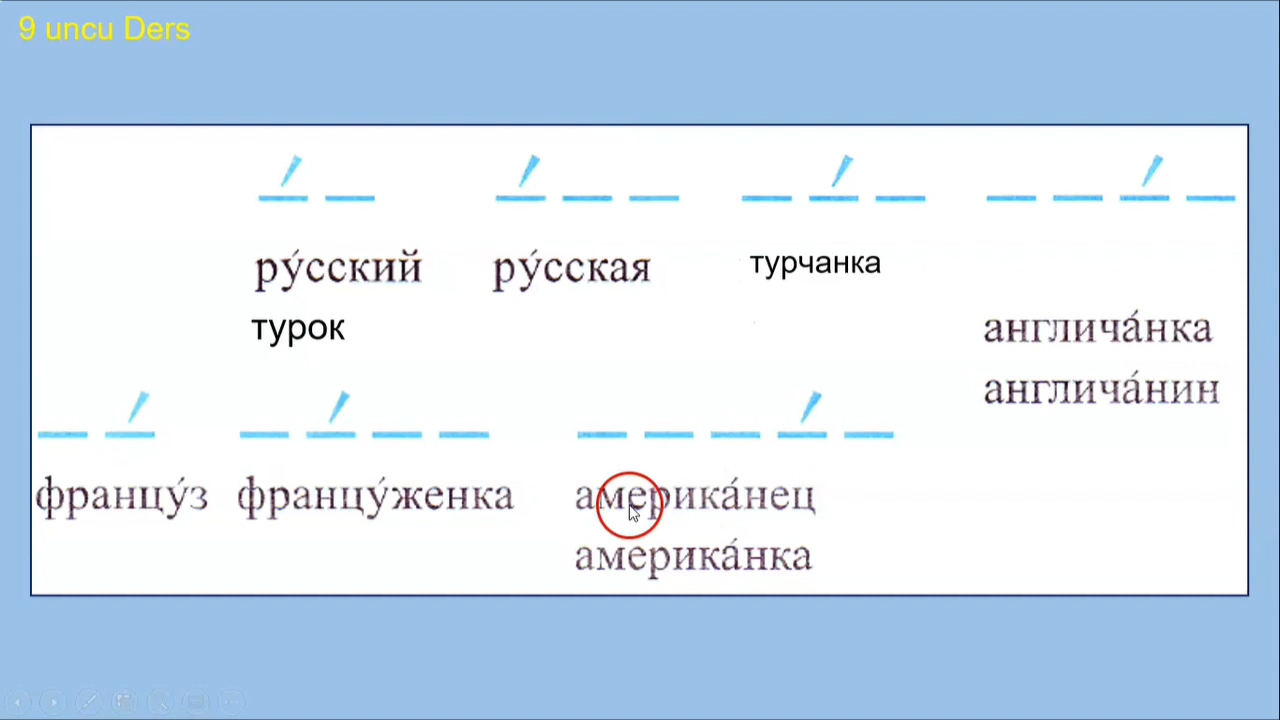 9 uncu Ders
ру́сский ру́сская турчанка
турок англича́нка
англича́нин
францу́з францу́женка америка́нец
америка́нка